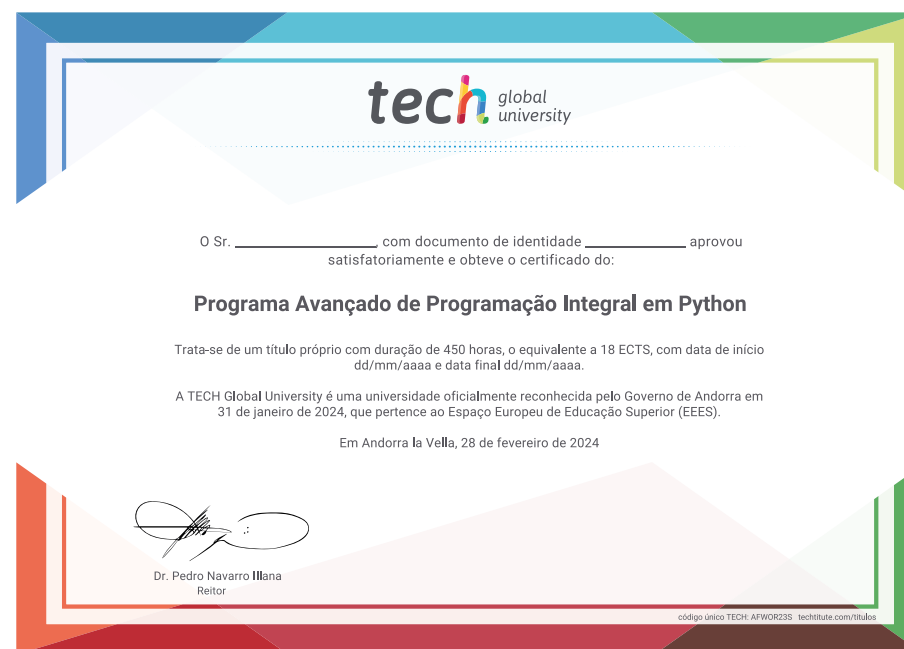 tech global university
O Sr. ____________, com documento de identidade ____________ aprovou
satisfatoriamente e obteve o certificado do:
Programa Avançado de Programação Integral em Python
Trata-se de um título próprio com duração de 450 horas, o equivalente a 18 ECTS, com data de início
dd/mm/aaaa e data final dd/mm/aaaa.
A TECH Global University é uma universidade oficialmente reconhecida pelo Governo de Andorra em
31 de janeiro de 2024, que pertence ao Espaço Europeu de Educação Superior (EEES).
Em Andorra la Vella, 28 de fevereiro de 2024
Dr. Pedro Navarro Illana
Reitor
código único TECH: AFWOR23S techtitute.com/titulos